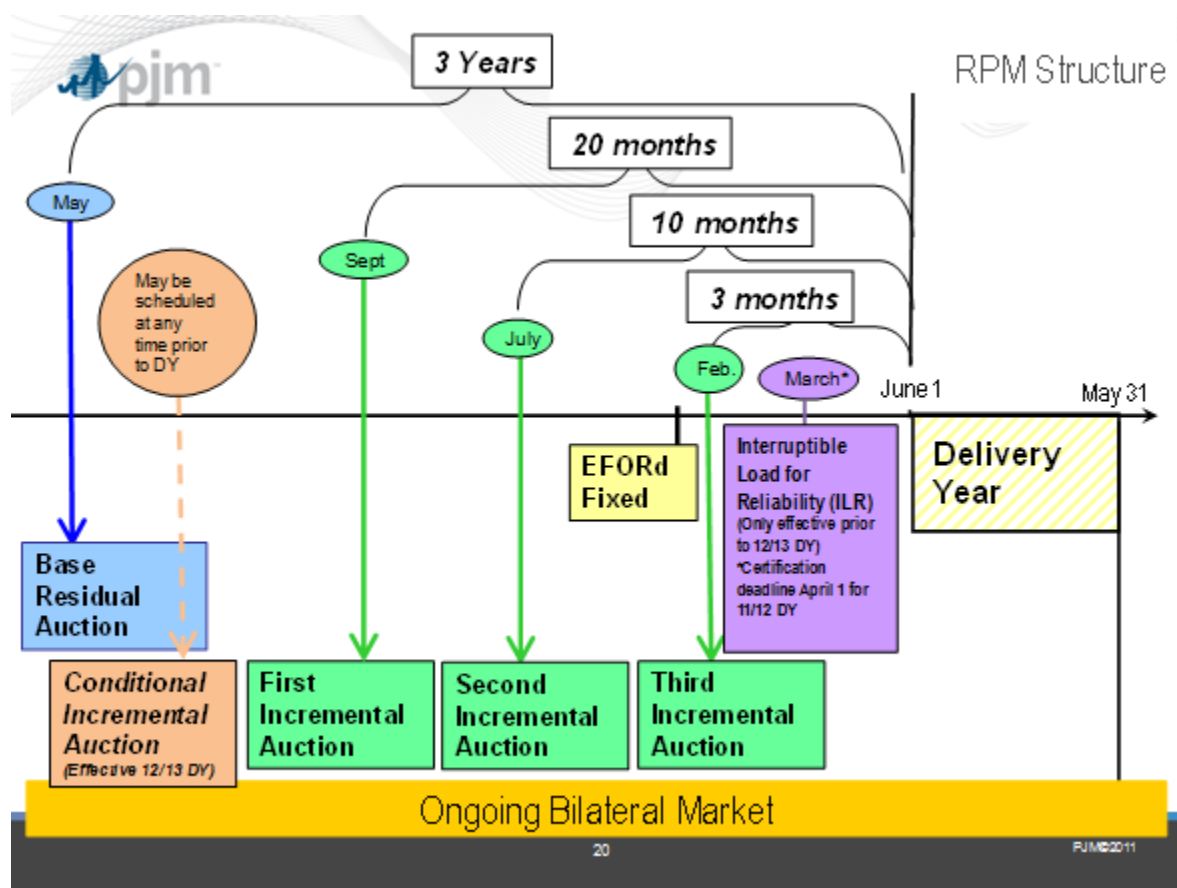 pjm
RPM Structure
3 Years
20 months
10 months
3 months
May
Sept
July
Feb.
March*
May be
scheduled
at any
time prior
to DY
June 1
May 31
EFORd
Fixed
Interruptible
Load for
Reliability (ILR)
(Only effective prior
to 12/13 DY)
*Certification
deadline April 1 for
11/12 DY
Delivery
Year
Base
Residual
Auction
Conditional
Incremental
Auction
(Effective 12/13 DY)
First
Incremental
Auction
Second
Incremental
Auction
Third
Incremental
Auction
Ongoing Bilateral Market
20
PJM©2011